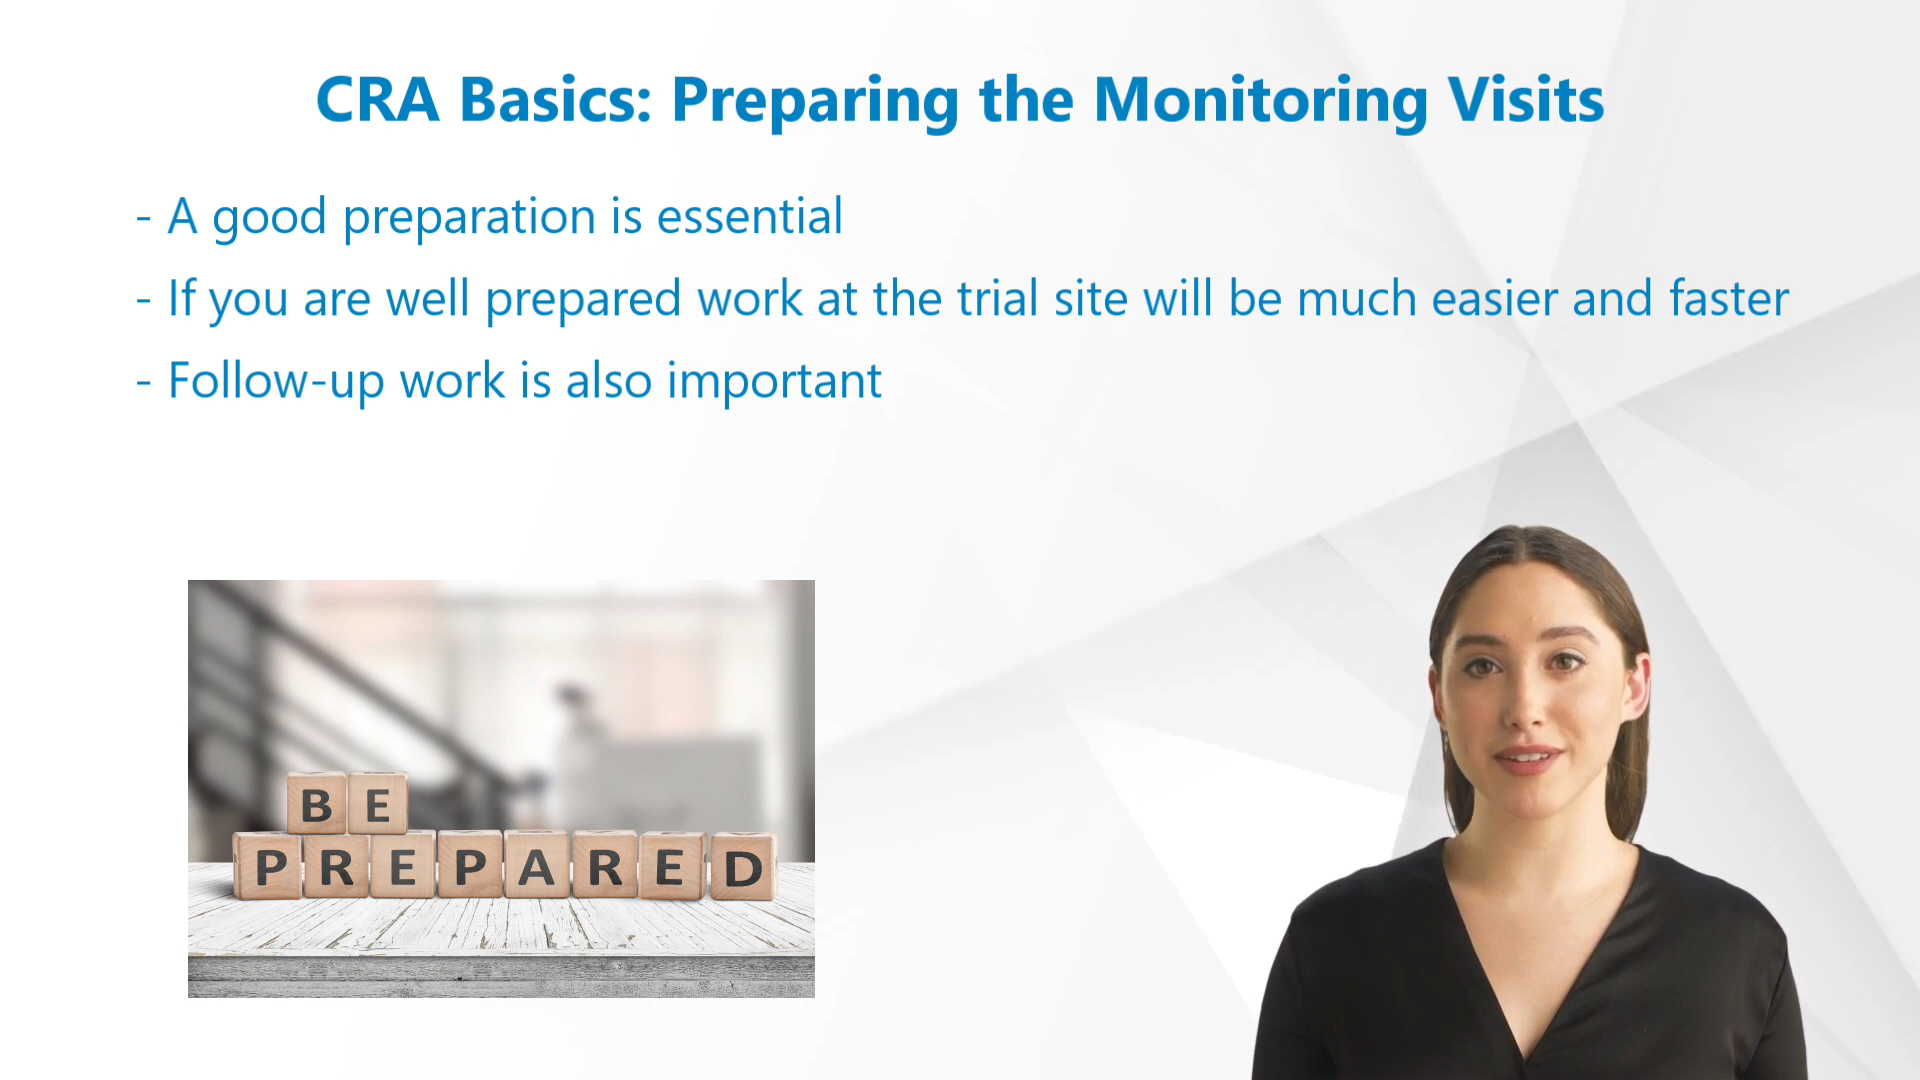 CRA Basics: Preparing the Monitoring Visits
- A good preparation is essential
- If you are well prepared work at the trial site will be much easier and faster
- Follow-up work is also important
BE
PREPARED